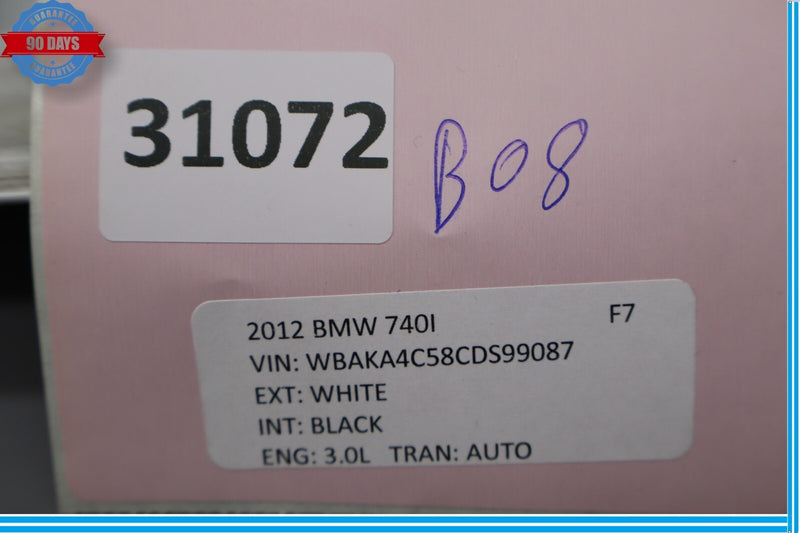 GUARANTEE
90 DAYS
GUARANTEE
31072
B08
2012 BMW 740I
F7
VIN: WBAKA4C58CDS99087
EXT: WHITE
INT: BLACK
ENG: 3.0L TRAN: AUTO